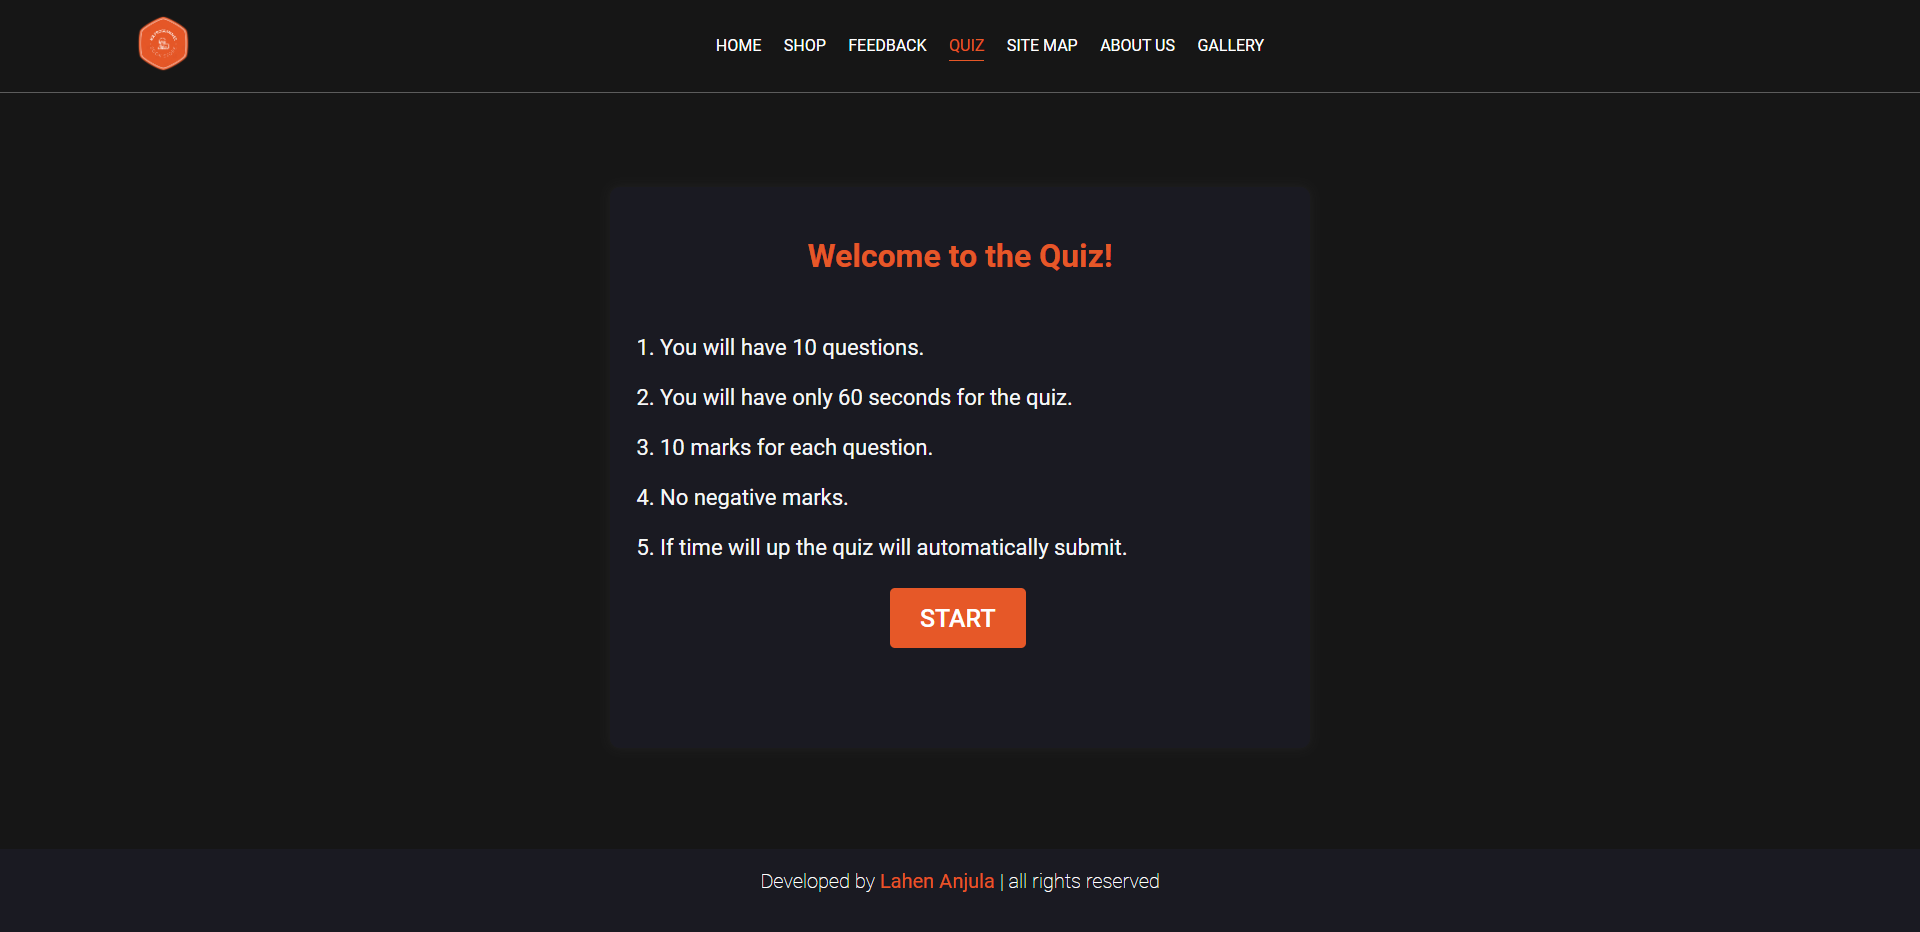 HOME SHOP FEEDBACK QUIZ SITE MAP ABOUT US GALLERY
Welcome to the Quiz!
1. You will have 10 questions.
2. You will have only 60 seconds for the quiz.
3. 10 marks for each question.
4. No negative marks.
5. If time will up the quiz will automatically submit.
START
Developed by Lahen Anjula | all rights reserved